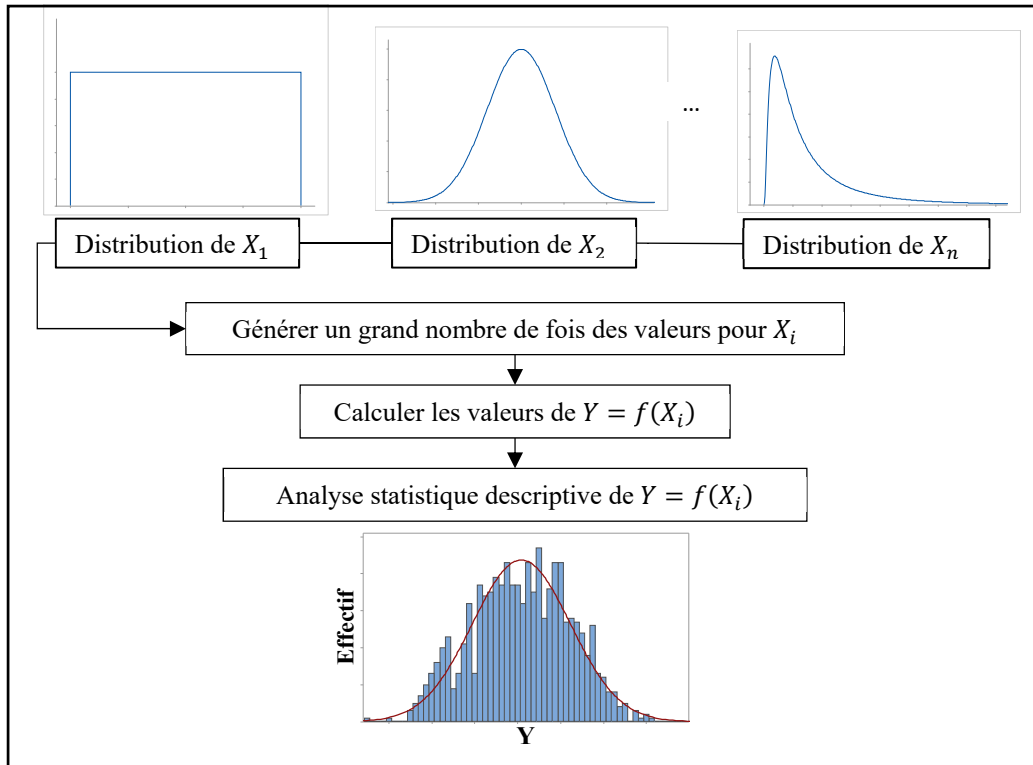 ...
Distribution de X₁
Distribution de X₂
Distribution de Xₙ
Générer un grand nombre de fois des valeurs pour Xᵢ
Calculer les valeurs de Y = f(Xᵢ)
Analyse statistique descriptive de Y = f(Xᵢ)
Effectif
Y